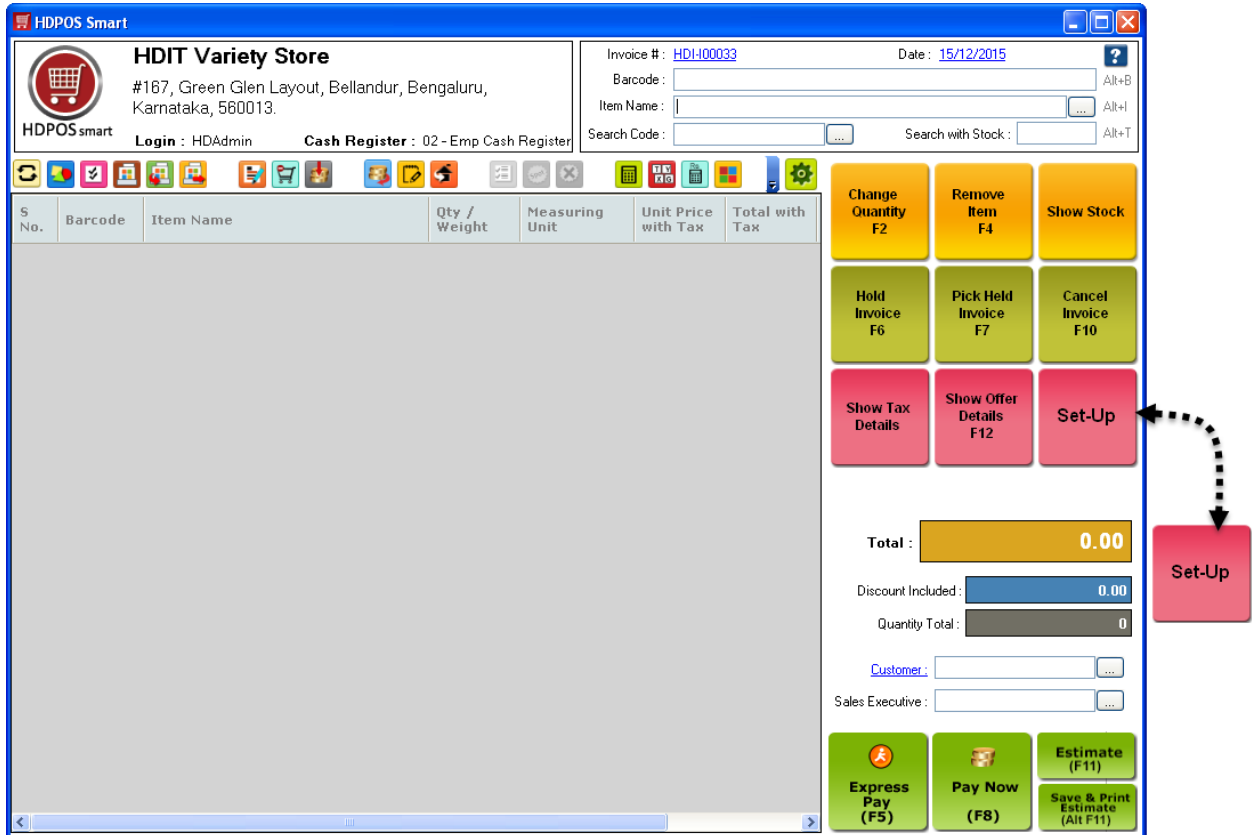 HDPOS Smart
HDIT Variety Store
#167, Green Glen Layout, Bellandur, Bengaluru,
Karnataka, 560013.
HDPOS smart
Login : HDAdmin Cash Register : 02 - Emp Cash Register
Invoice # : HDI-I00033 Date : 15/12/2015 ?
Barcode : Alt+B
Item Name : ... Alt+I
Search Code : ... Search with Stock : Alt+T
S No. Barcode Item Name Qty / Weight Measuring Unit Unit Price with Tax Total with Tax
Change
Quantity
F2
Remove
Item
F4
Show Stock
Hold
Invoice
F6
Pick Held
Invoice
F7
Cancel
Invoice
F10
Show Tax
Details
Show Offer
Details
F12
Set-Up
Set-Up
Total : 0.00
Discount Included : 0.00
Quantity Total : 0
Customer : ...
Sales Executive : ...
Express
Pay
(F5)
Pay Now
(F8)
Estimate
(F11)
Save & Print
Estimate
(Alt F11)